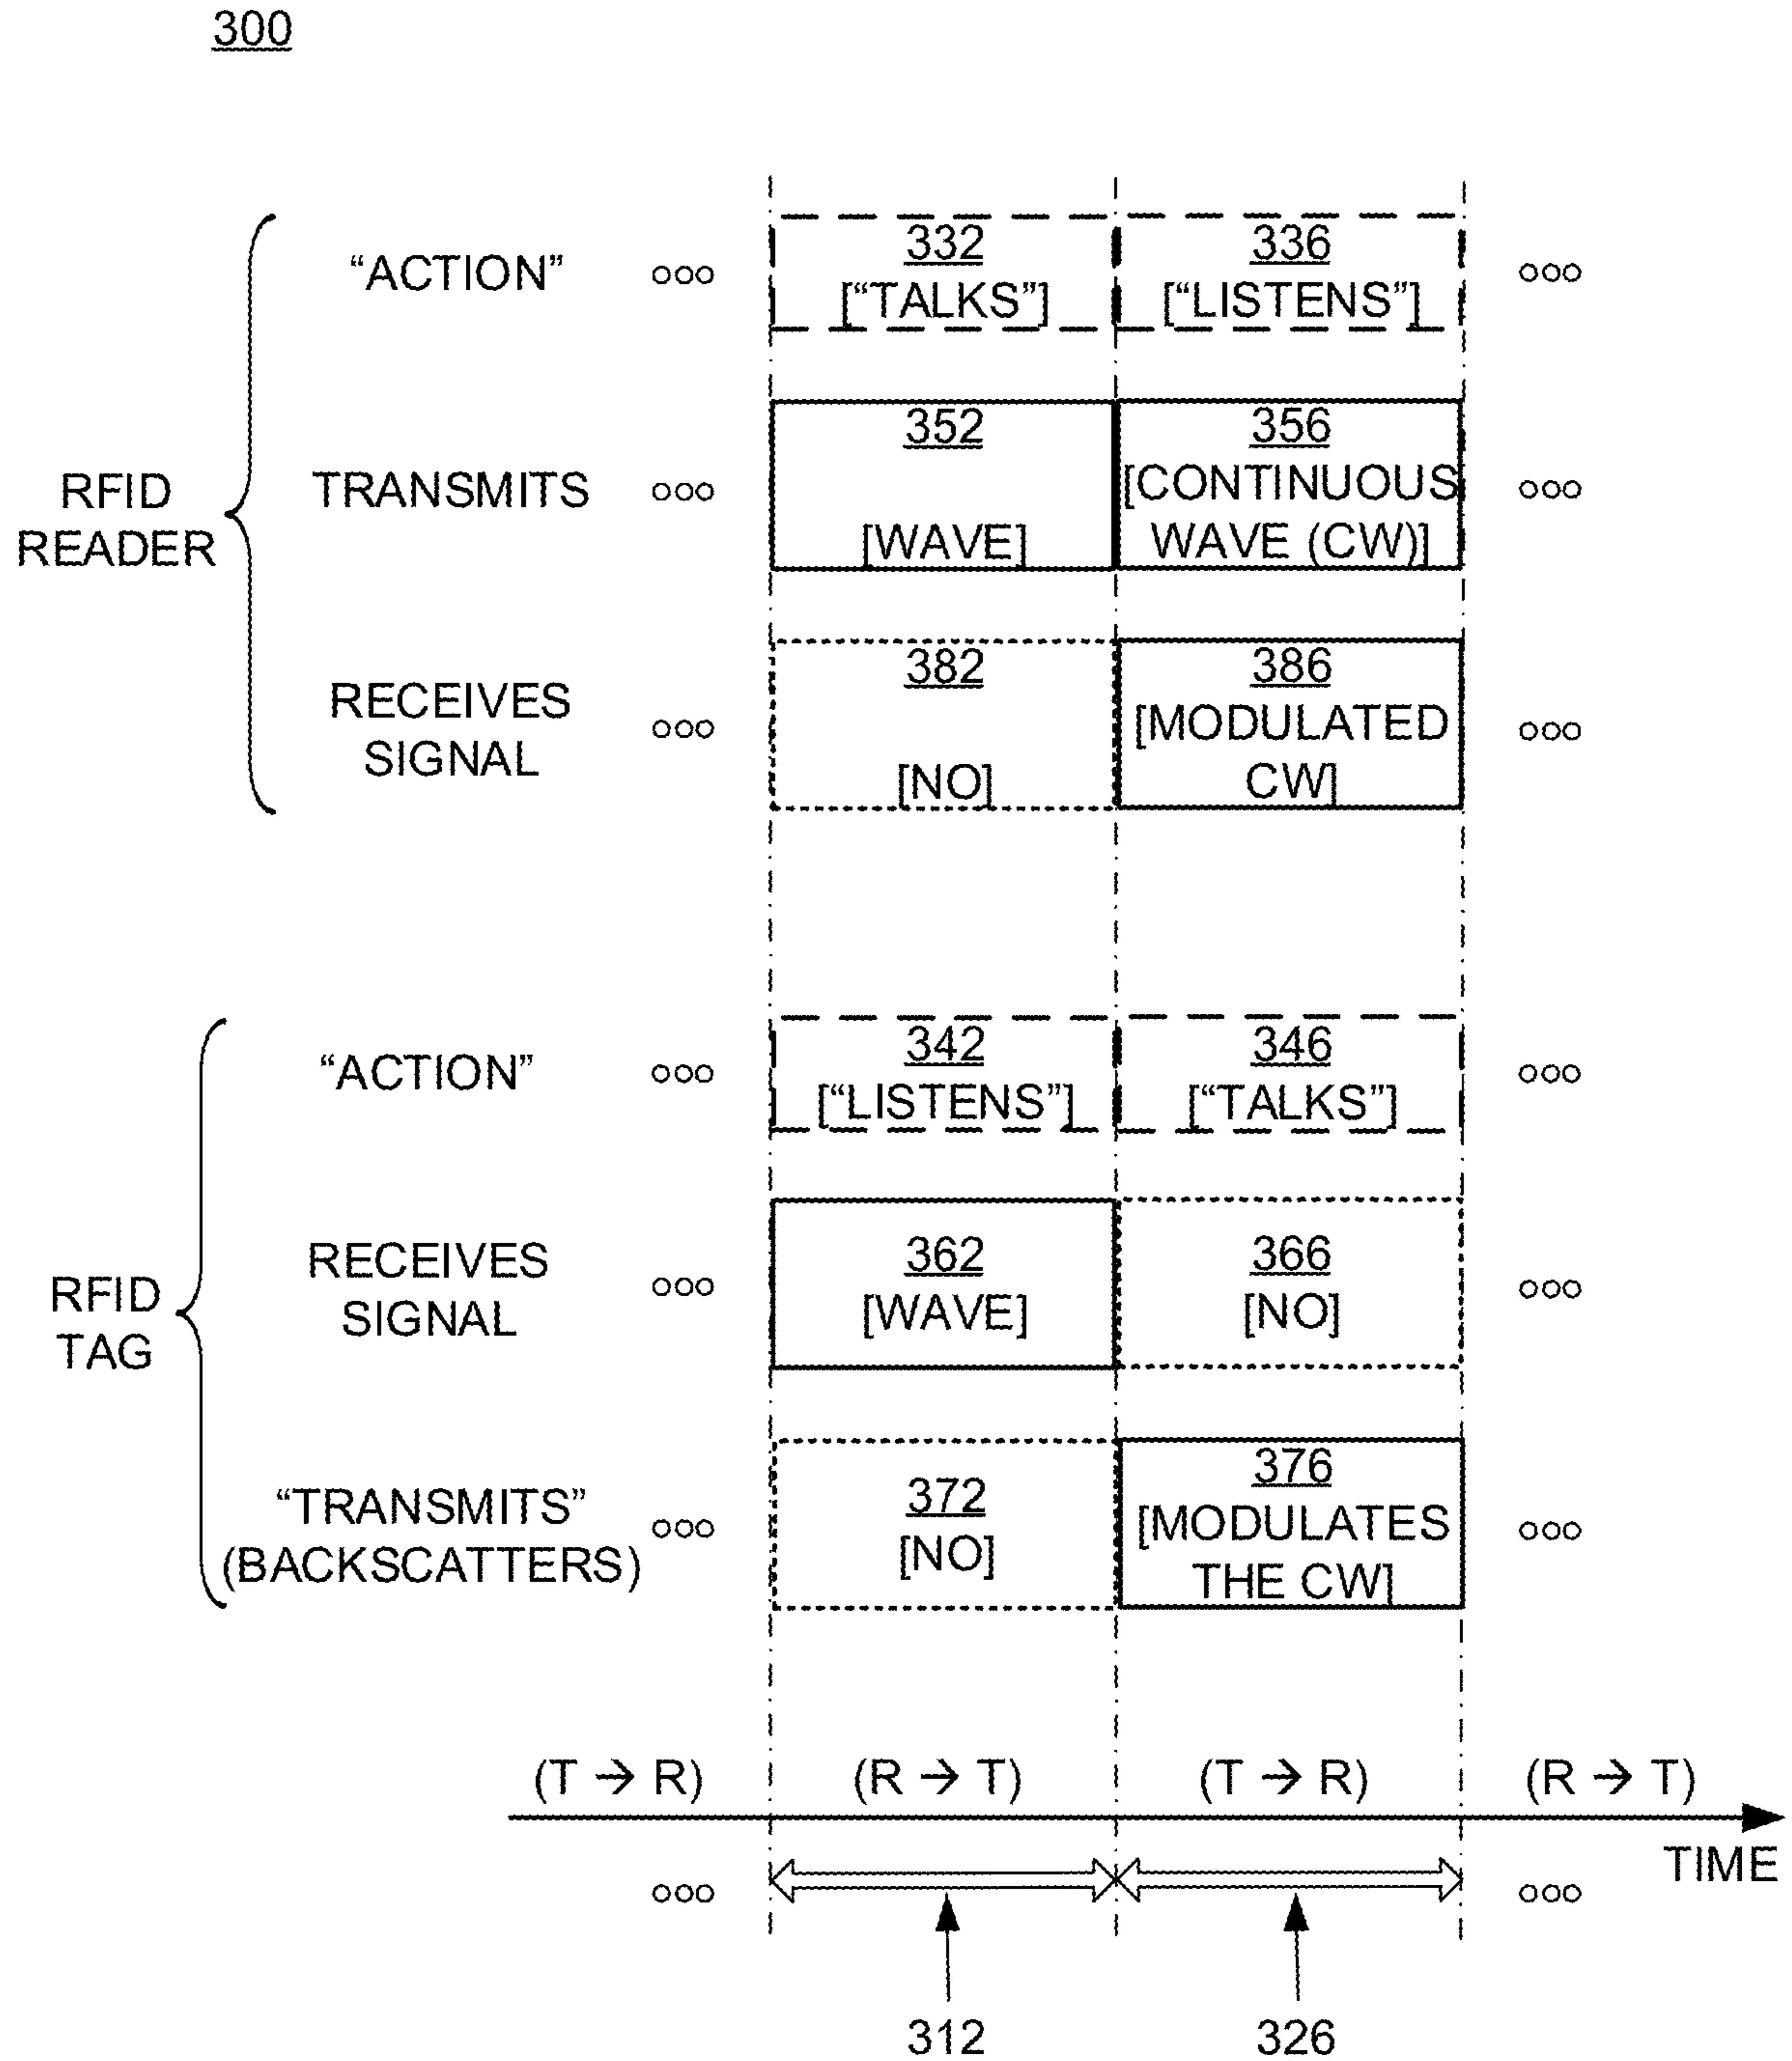 300
"ACTION" ooo 332 336 ooo
["TALKS"] ["LISTENS"]
352 356
RFID TRANSMITS ooo [CONTINUOUS ooo
READER [WAVE] WAVE (CW)]
382 386
RECEIVES ooo [MODULATED ooo
SIGNAL [NO] CW]
"ACTION" ooo 342 346 ooo
["LISTENS"] ["TALKS"]
RECEIVES ooo 362 366 ooo
RFID SIGNAL [WAVE] [NO]
TAG
376
"TRANSMITS" ooo 372 [MODULATES ooo
(BACKSCATTERS) [NO] THE CW]
(T → R) (R → T) (T → R) (R → T)
TIME
ooo ooo
312 326